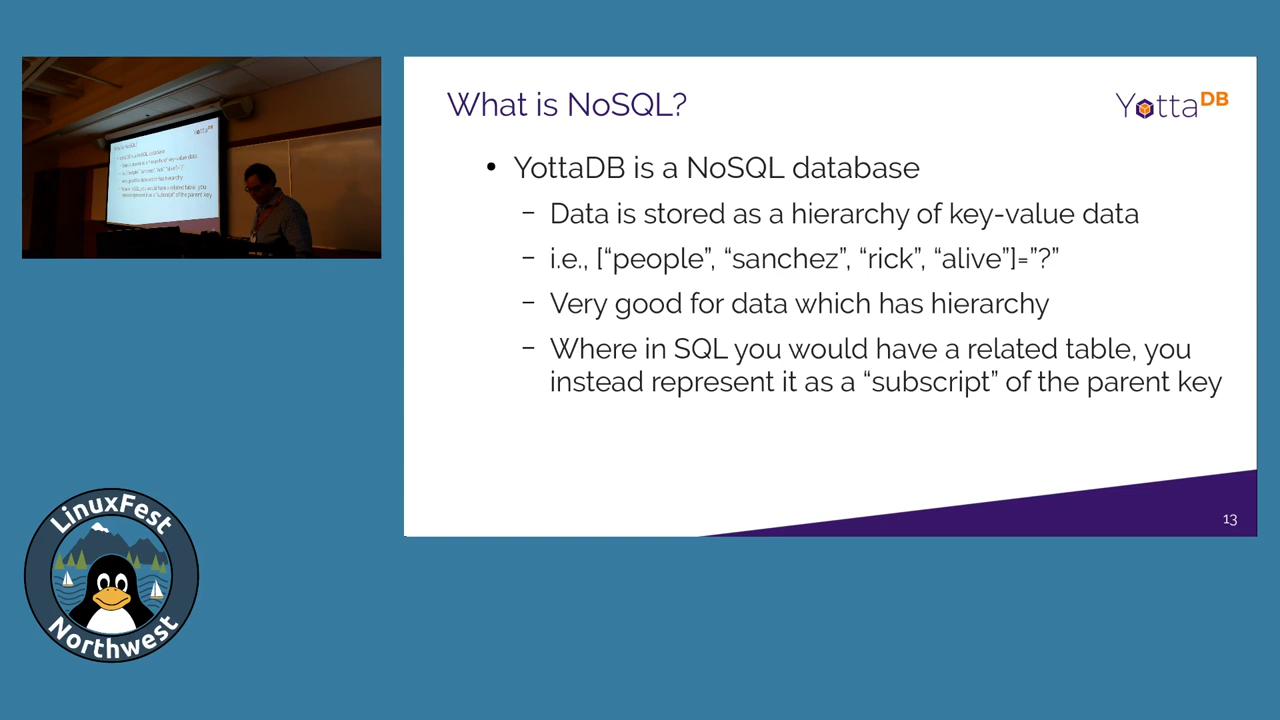 What is NoSQL?
YottaDB
• YottaDB is a NoSQL database
– Data is stored as a hierarchy of key-value data
– i.e., [“people”, “sanchez”, “rick”, “alive”]=”?”
– Very good for data which has hierarchy
– Where in SQL you would have a related table, you
instead represent it as a “subscript” of the parent key
13
LinuxFest
Northwest